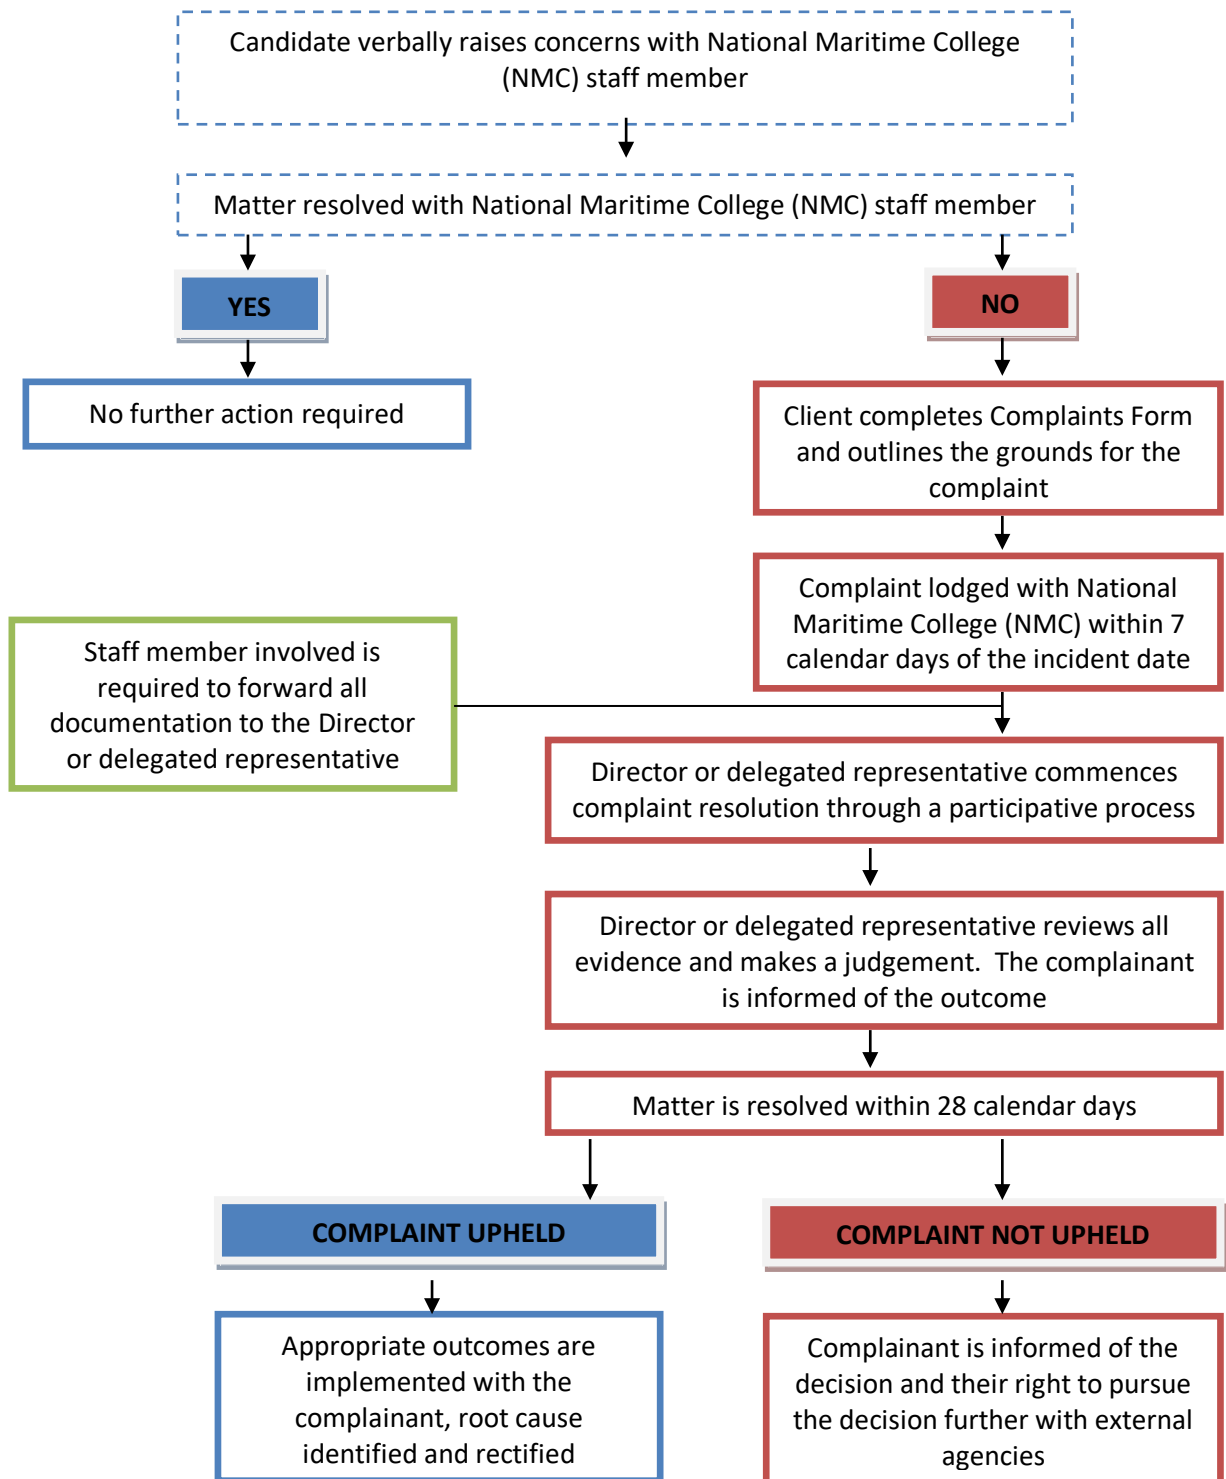 Candidate verbally raises concerns with National Maritime College
(NMC) staff member
Matter resolved with National Maritime College (NMC) staff member
YES
NO
No further action required
Client completes Complaints Form
and outlines the grounds for the
complaint
Complaint lodged with National
Maritime College (NMC) within 7
calendar days of the incident date
Staff member involved is
required to forward all
documentation to the Director
or delegated representative
Director or delegated representative commences
complaint resolution through a participative process
Director or delegated representative reviews all
evidence and makes a judgement.  The complainant
is informed of the outcome
Matter is resolved within 28 calendar days
COMPLAINT UPHELD
COMPLAINT NOT UPHELD
Appropriate outcomes are
implemented with the
complainant, root cause
identified and rectified
Complainant is informed of the
decision and their right to pursue
the decision further with external
agencies